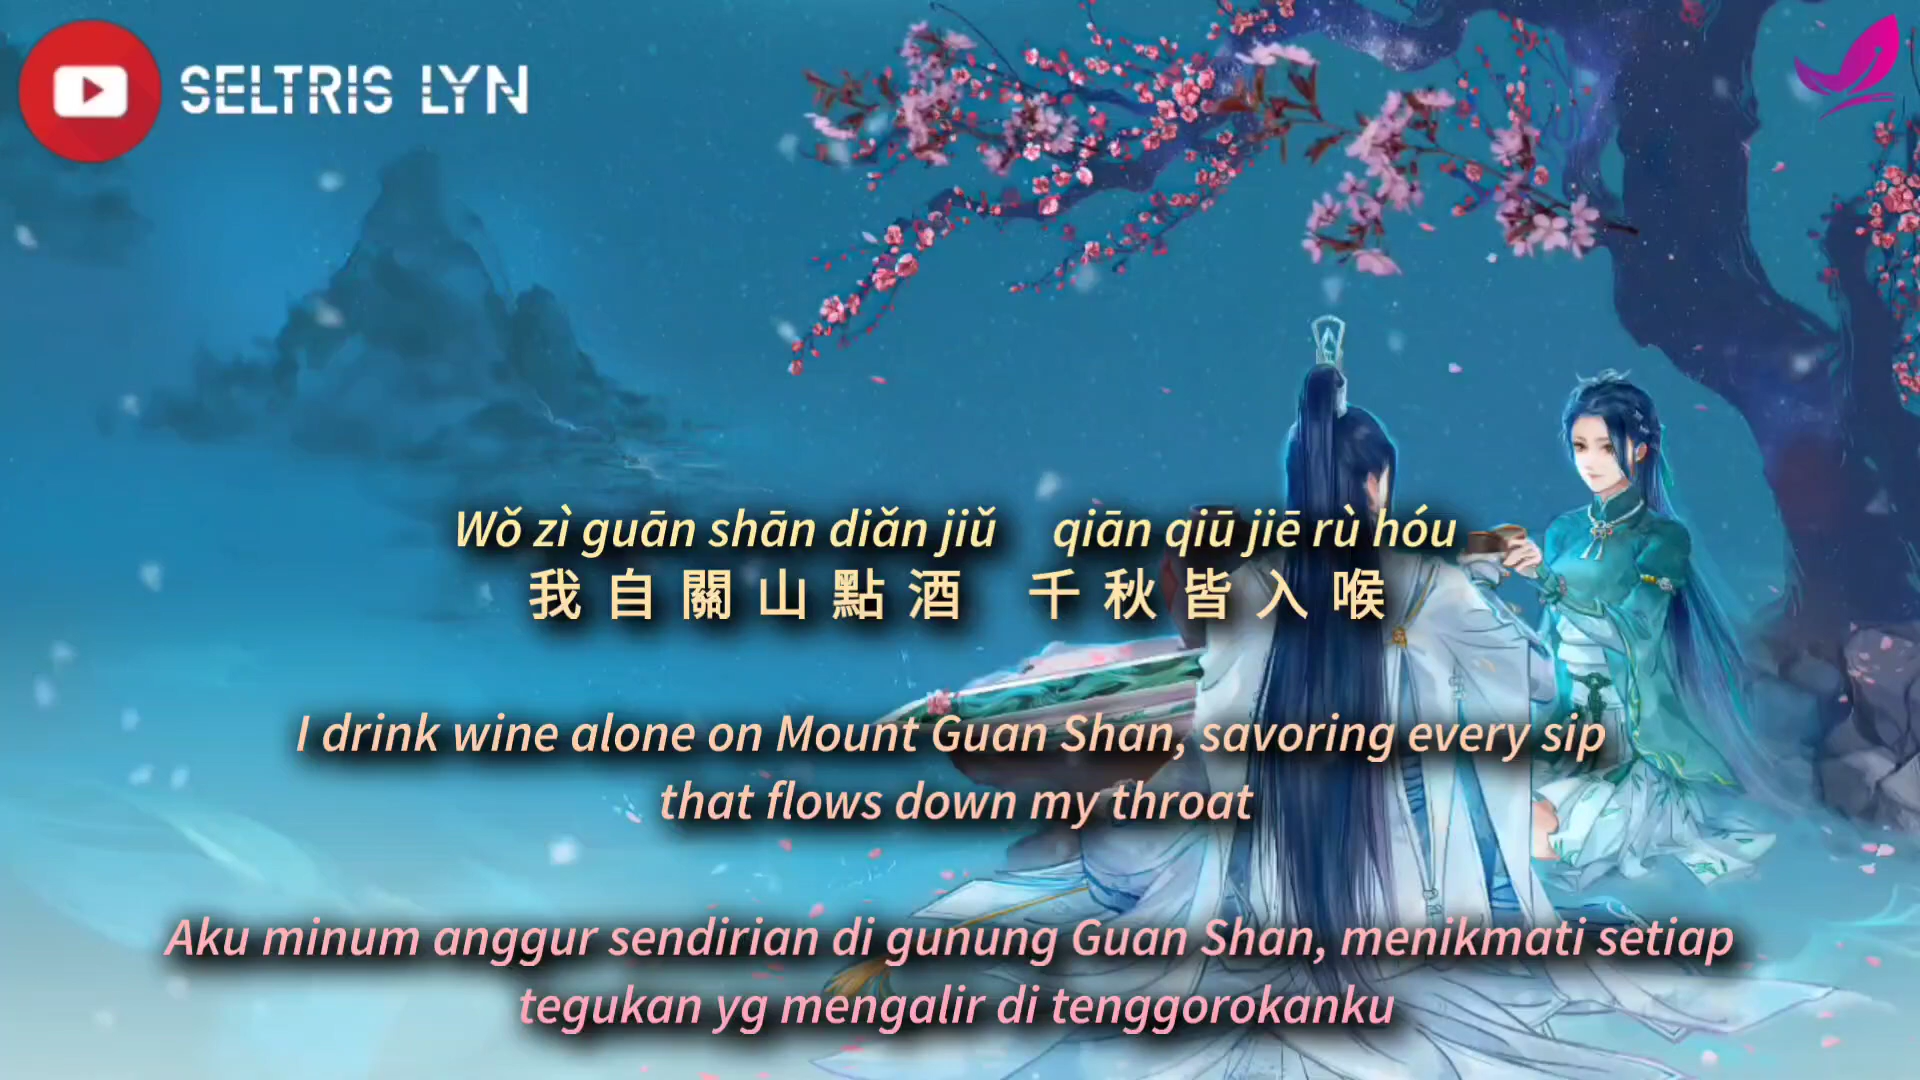 SELTRIS LYN
Wǒ zì guān shān diǎn jiǔ qiān qiū jiē rù hóu
我自關山點酒 千秋皆入喉
I drink wine alone on Mount Guan Shan, savoring every sip
that flows down my throat
Aku minum anggur sendirian di gunung Guan Shan, menikmati setiap
tegukan yg mengalir di tenggorokanku